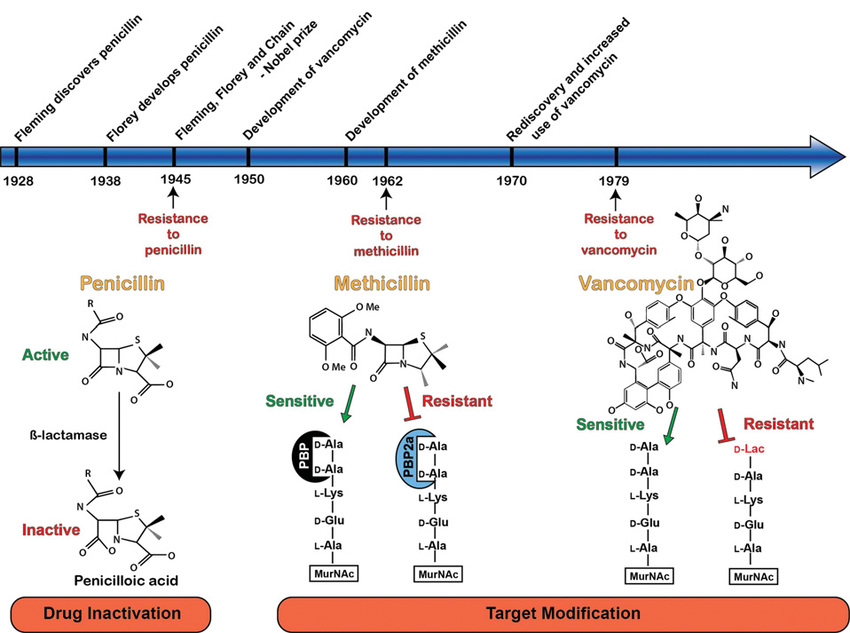 Fleming discovers penicillin
Florey develops penicillin
Fleming, Florey and Chain
- Nobel prize
Development of vancomycin
Development of methicillin
Rediscovery and increased
use of vancomycin
1928
1938
1945
1950
1960
1962
1970
1979
Resistance
to
penicillin
Resistance
to
methicillin
Resistance
to
vancomycin
Penicillin
Methicillin
Vancomycin
R
O
N
H
S
O
N
O
O
Active
ß-lactamase
R
O
N
H
S
N
O
O
O
O
Inactive
Penicilloic acid
O Me
O Me
O
H
N
S
O
N
Sensitive
Resistant
PBP
D-Ala
D-Ala
L-Lys
D-Glu
L-Ala
MurNAc
PBP2a
D-Ala
D-Ala
L-Lys
D-Glu
L-Ala
MurNAc
Sensitive
Resistant
D-Ala
D-Ala
L-Lys
D-Glu
L-Ala
MurNAc
D-Lac
D-Ala
L-Lys
D-Glu
L-Ala
MurNAc
Drug Inactivation
Target Modification